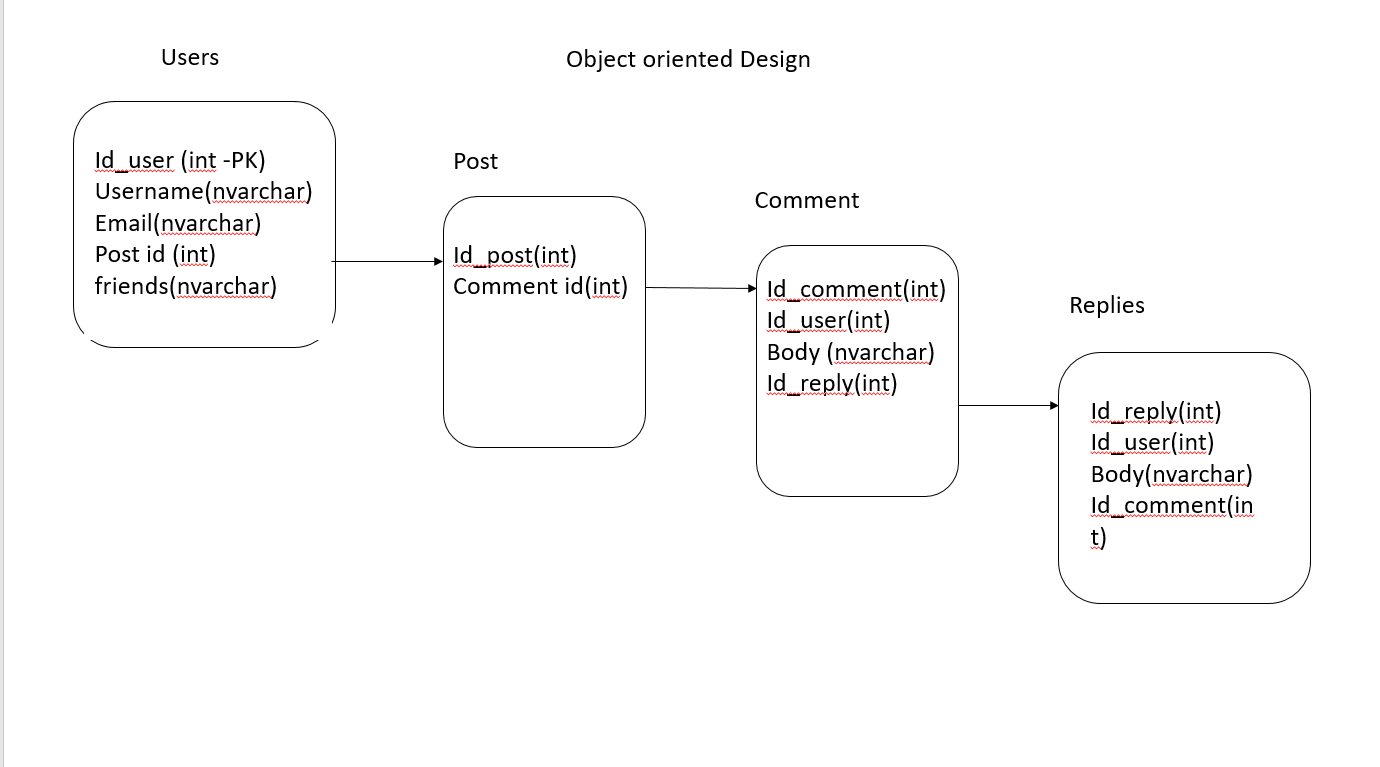 Users
Object oriented Design
Id_user (int -PK)
Username(nvarchar)
Email(nvarchar)
Post id (int)
friends(nvarchar)
Post
Id_post(int)
Comment id(int)
Comment
Id_comment(int)
Id_user(int)
Body (nvarchar)
Id_reply(int)
Replies
Id_reply(int)
Id_user(int)
Body(nvarchar)
Id_comment(in
t)